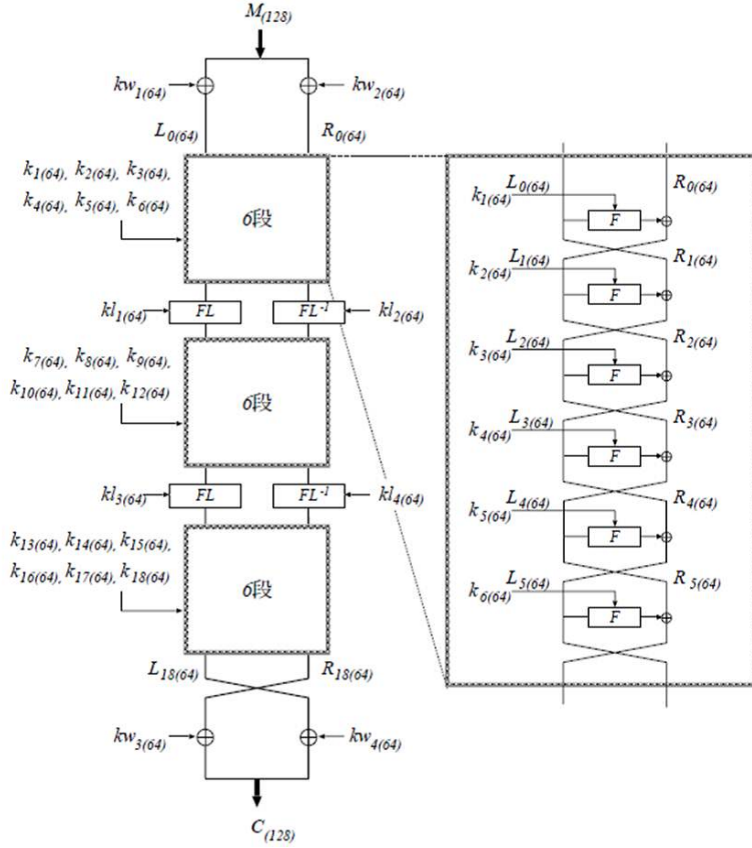 M(128)
kw1(64)
kw2(64)
L0(64)
R0(64)
k1(64), k2(64), k3(64),
k4(64), k5(64), k6(64)
6段
kl1(64)
FL
FL-1
kl2(64)
k7(64), k8(64), k9(64),
k10(64), k11(64), k12(64)
6段
kl3(64)
FL
FL-1
kl4(64)
k13(64), k14(64), k15(64),
k16(64), k17(64), k18(64)
6段
L18(64)
R18(64)
kw3(64)
kw4(64)
C(128)
L0(64)
R0(64)
k1(64)
F
L1(64)
R1(64)
k2(64)
F
L2(64)
R2(64)
k3(64)
F
L3(64)
R3(64)
k4(64)
F
L4(64)
R4(64)
k5(64)
F
L5(64)
R5(64)
k6(64)
F